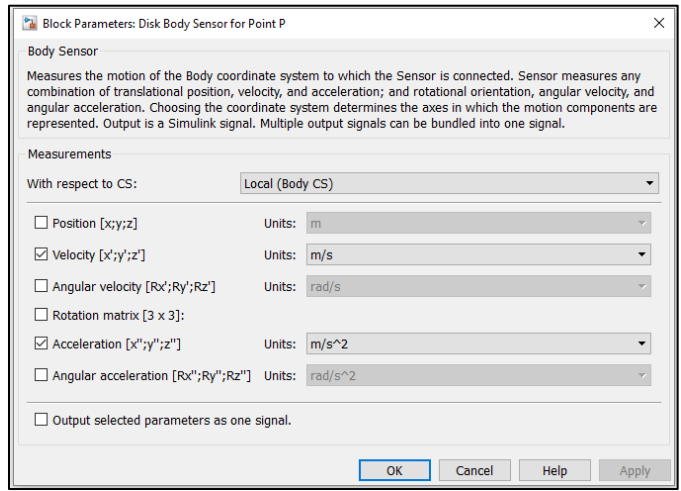 Block Parameters: Disk Body Sensor for Point P
Body Sensor
Measures the motion of the Body coordinate system to which the Sensor is connected. Sensor measures any
combination of translational position, velocity, and acceleration; and rotational orientation, angular velocity, and
angular acceleration. Choosing the coordinate system determines the axes in which the motion components are
represented. Output is a Simulink signal. Multiple output signals can be bundled into one signal.
Measurements
With respect to CS: Local (Body CS)
Position [x;y;z] Units: m
Velocity [x';y';z'] Units: m/s
Angular velocity [Rx';Ry';Rz'] Units: rad/s
Rotation matrix [3 x 3]:
Acceleration [x";y";z"] Units: m/s^2
Angular acceleration [Rx";Ry";Rz"] Units: rad/s^2
Output selected parameters as one signal.
OK Cancel Help Apply